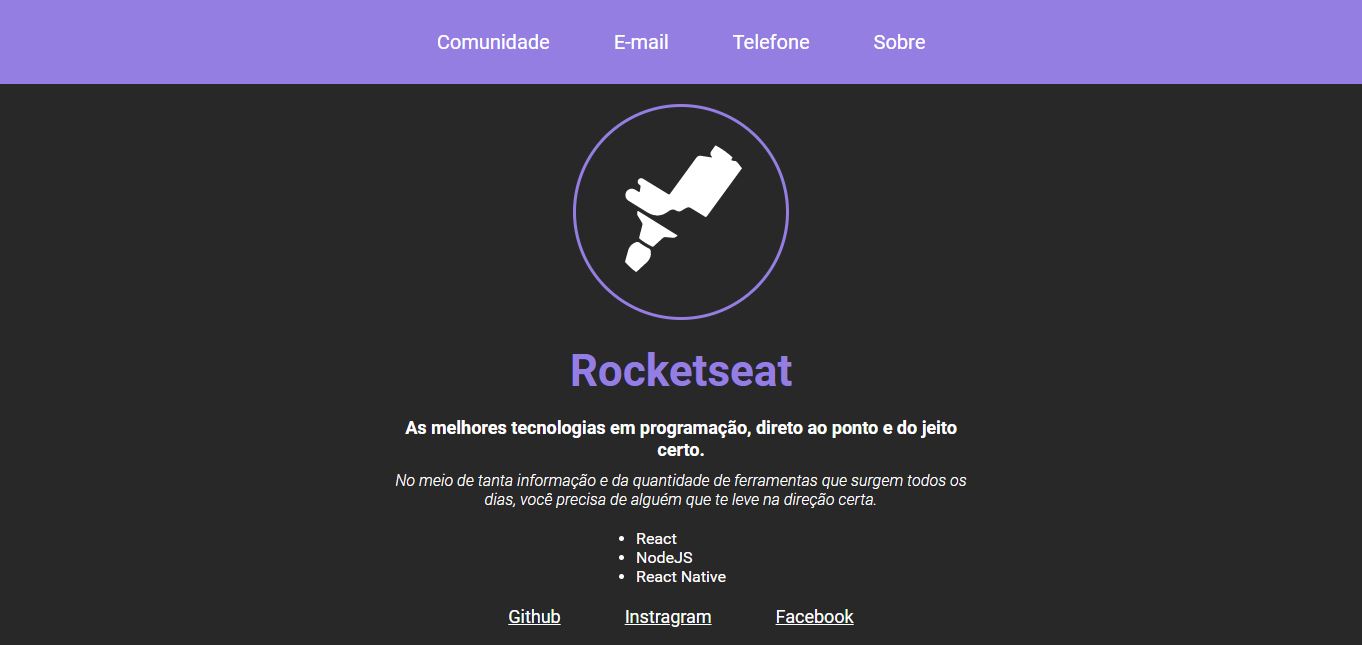 Comunidade E-mail Telefone Sobre
Rocketseat
As melhores tecnologias em programação, direto ao ponto e do jeito
certo.
No meio de tanta informação e da quantidade de ferramentas que surgem todos os
dias, você precisa de alguém que te leve na direção certa.
• React
• NodeJS
• React Native
Github Instragram Facebook